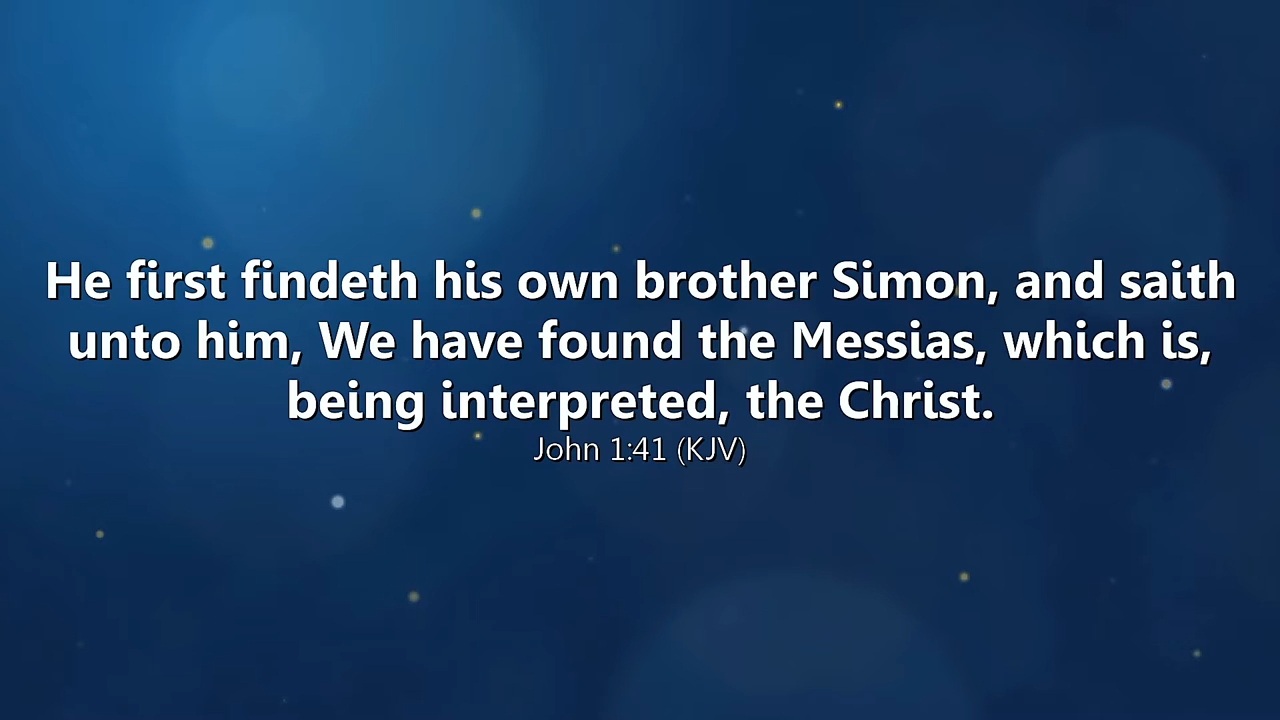 He first findeth his own brother Simon, and saith
unto him, We have found the Messias, which is,
being interpreted, the Christ.
John 1:41 (KJV)